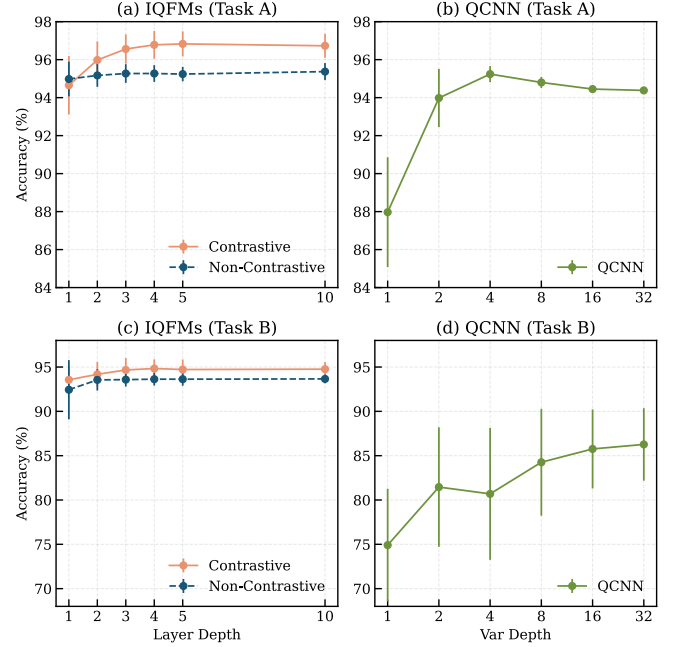 (a) IQFMs (Task A)
98
96
94
92
90
88
86
84
Accuracy (%)
Contrastive
Non-Contrastive
1 2 3 4 5 10
(b) QCNN (Task A)
98
96
94
92
90
88
86
84
QCNN
1 2 4 8 16 32
(c) IQFMs (Task B)
95
90
85
80
75
70
Accuracy (%)
Contrastive
Non-Contrastive
1 2 3 4 5 10
Layer Depth
(d) QCNN (Task B)
95
90
85
80
75
70
QCNN
1 2 4 8 16 32
Var Depth